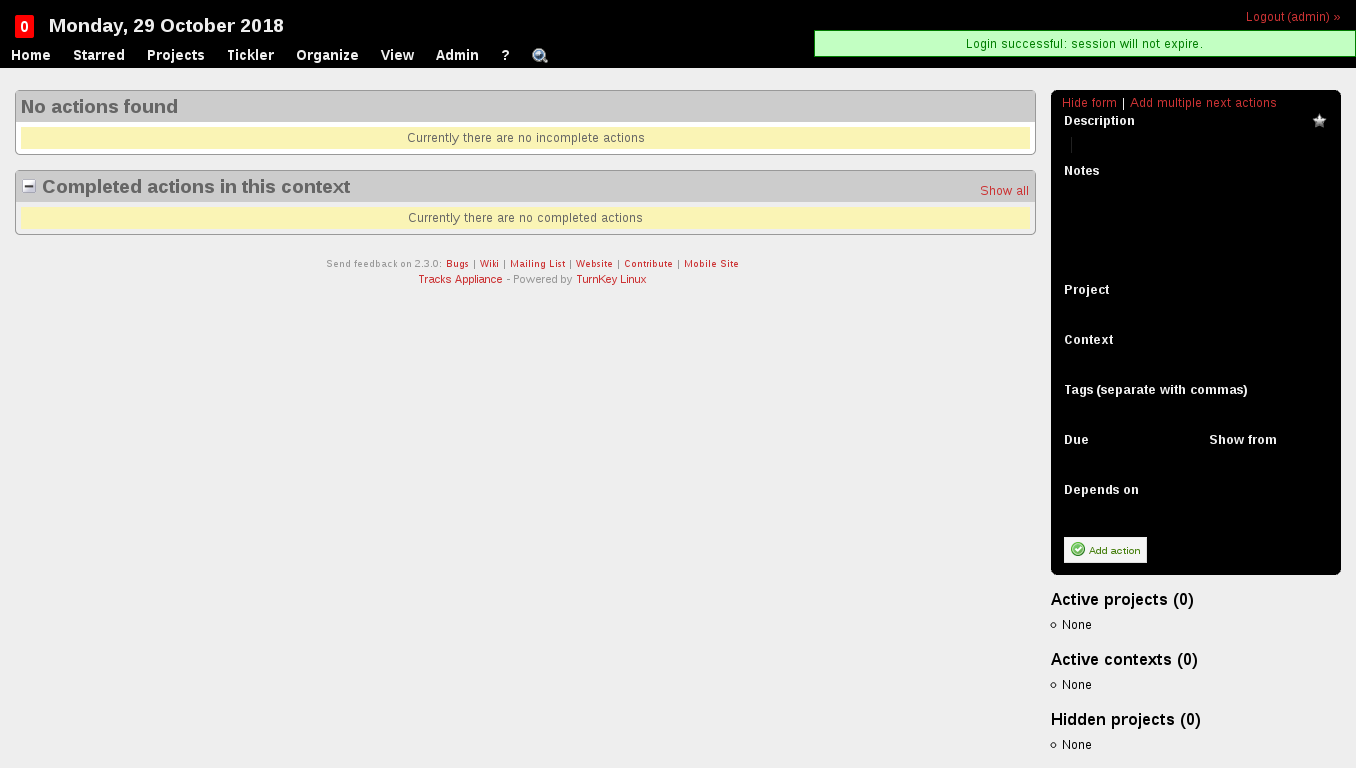 0 Monday, 29 October 2018
Logout (admin) »
Login successful: session will not expire.
Home Starred Projects Tickler Organize View Admin ?
No actions found
Currently there are no incomplete actions
Completed actions in this context
Show all
Currently there are no completed actions
Send feedback on 2.3.0: Bugs | Wiki | Mailing List | Website | Contribute | Mobile Site
Tracks Appliance - Powered by TurnKey Linux
Hide form | Add multiple next actions
Description
Notes
Project
Context
Tags (separate with commas)
Due Show from
Depends on
Add action
Active projects (0)
None
Active contexts (0)
None
Hidden projects (0)
None